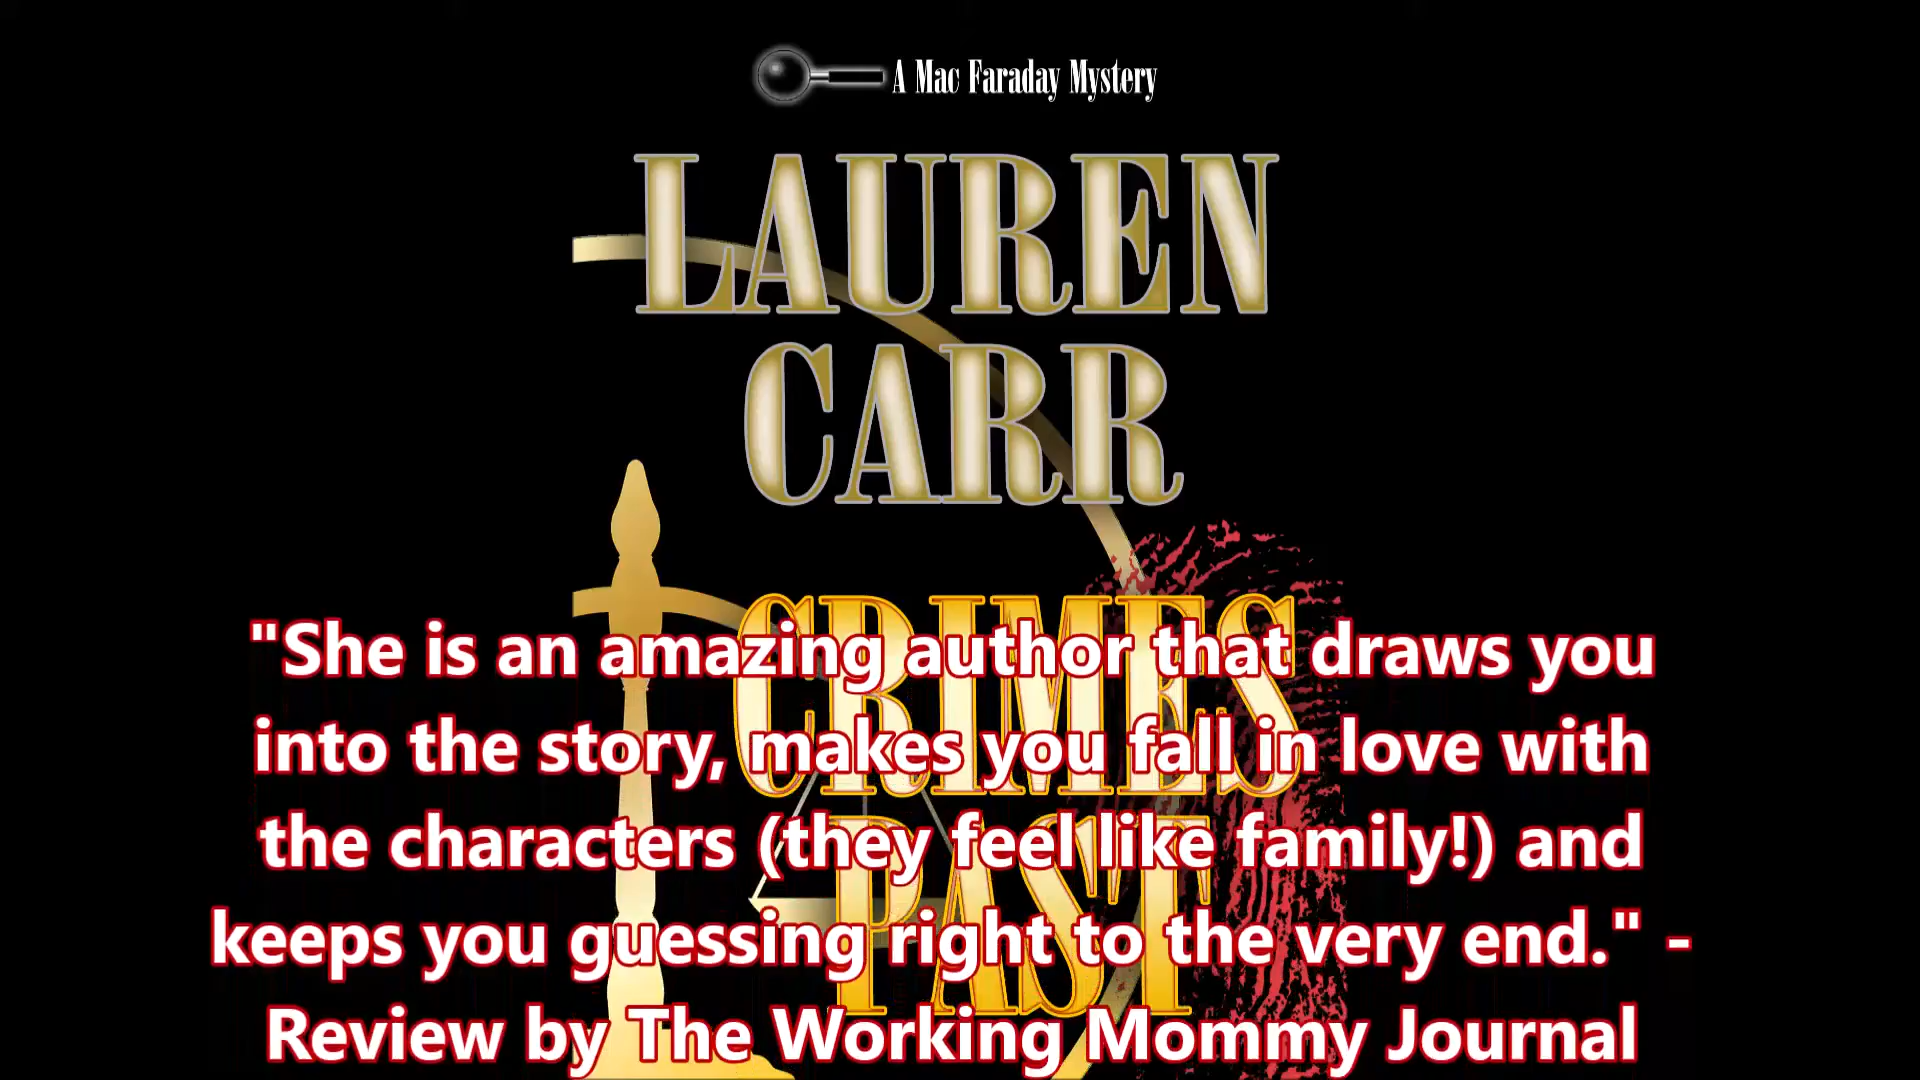 A Mac Faraday Mystery
LAUREN
CARR
CRIMES
PAST
"She is an amazing author that draws you
into the story, makes you fall in love with
the characters (they feel like family!) and
keeps you guessing right to the very end." -
Review by The Working Mommy Journal